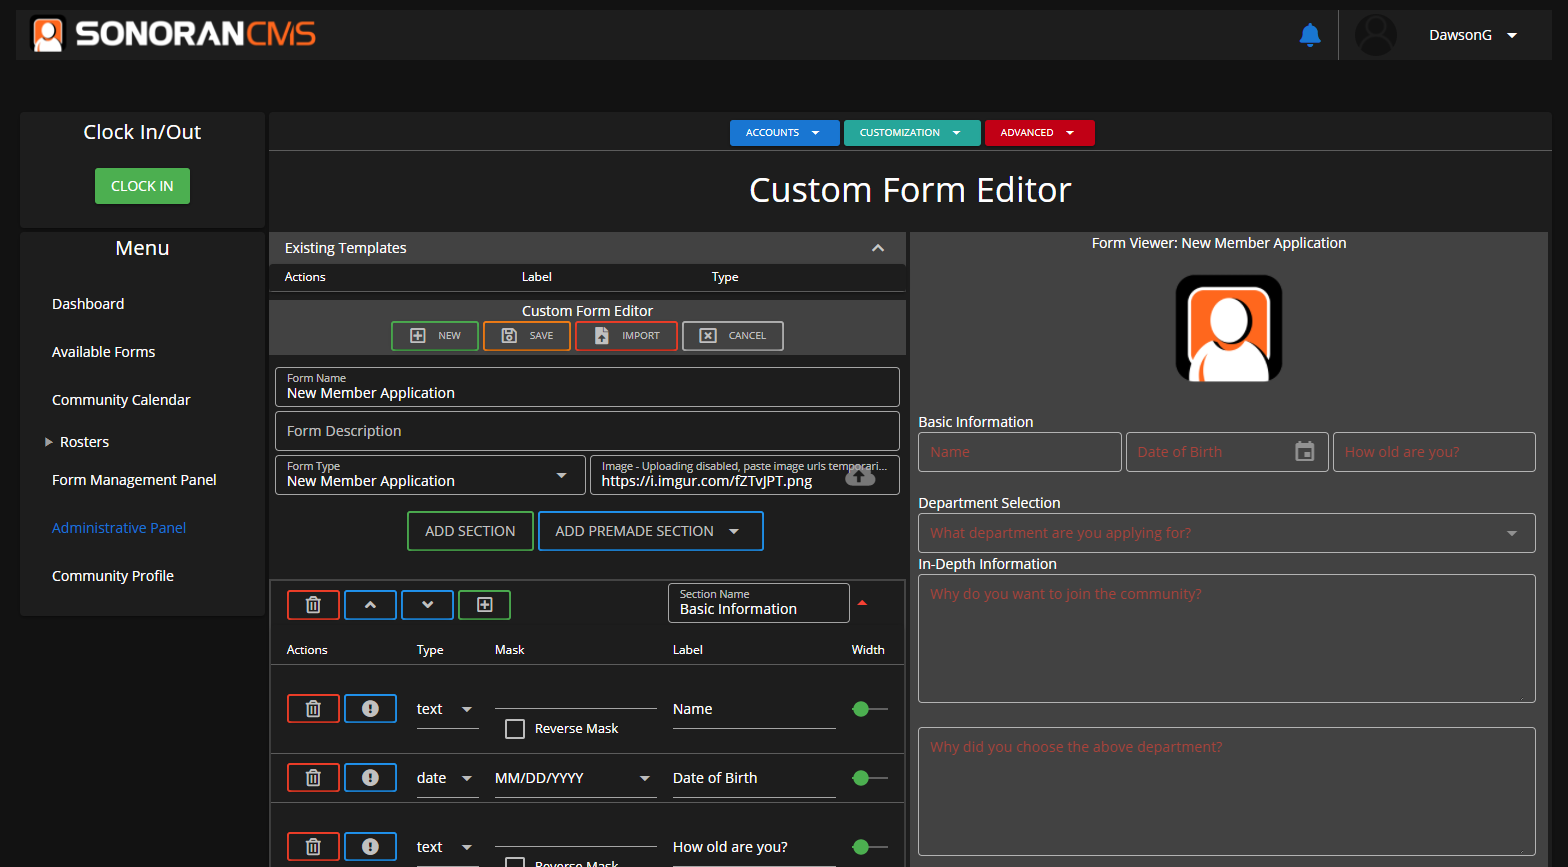 SONORANCMS
DawsonG
Clock In/Out
CLOCK IN
Menu
Dashboard
Available Forms
Community Calendar
Rosters
Form Management Panel
Administrative Panel
Community Profile
ACCOUNTS
CUSTOMIZATION
ADVANCED
Custom Form Editor
Existing Templates
Actions Label Type
Custom Form Editor
NEW SAVE IMPORT CANCEL
Form Name
New Member Application
Form Description
Form Type
New Member Application
Image - Uploading disabled, paste image urls temporari...
https://i.imgur.com/fZTvJPT.png
ADD SECTION
ADD PREMADE SECTION
Section Name
Basic Information
Actions Type Mask Label Width
text Name
Reverse Mask
date MM/DD/YYYY Date of Birth
text How old are you?
Reverse Mask
Form Viewer: New Member Application
Basic Information
Name
Date of Birth
How old are you?
Department Selection
What department are you applying for?
In-Depth Information
Why do you want to join the community?
Why did you choose the above department?